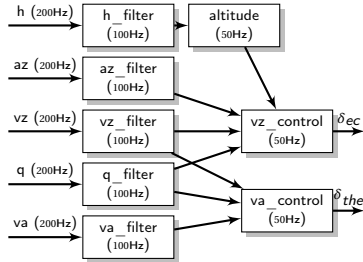 h (200Hz)
h_filter
(100Hz)
altitude
(50Hz)
az (200Hz)
az_filter
(100Hz)
vz (200Hz)
vz_filter
(100Hz)
vz_control
(50Hz)
δec
q (200Hz)
q_filter
(100Hz)
va_control
(50Hz)
δthe
va (200Hz)
va_filter
(100Hz)